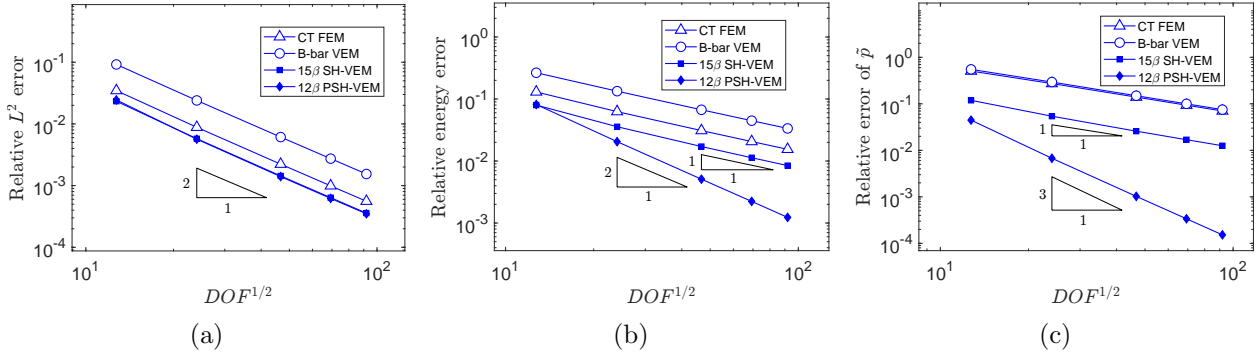 Relative L² error
10⁻¹
10⁻²
10⁻³
10⁻⁴
CT FEM
B-bar VEM
15β SH-VEM
12β PSH-VEM
2
1
10¹
10²
DOF^{1/2}
(a)
Relative energy error
10⁰
10⁻¹
10⁻²
10⁻³
CT FEM
B-bar VEM
15β SH-VEM
12β PSH-VEM
1
1
2
1
10¹
10²
DOF^{1/2}
(b)
Relative error of p̃
10⁰
10⁻¹
10⁻²
10⁻³
10⁻⁴
CT FEM
B-bar VEM
15β SH-VEM
12β PSH-VEM
1
1
3
1
10¹
10²
DOF^{1/2}
(c)